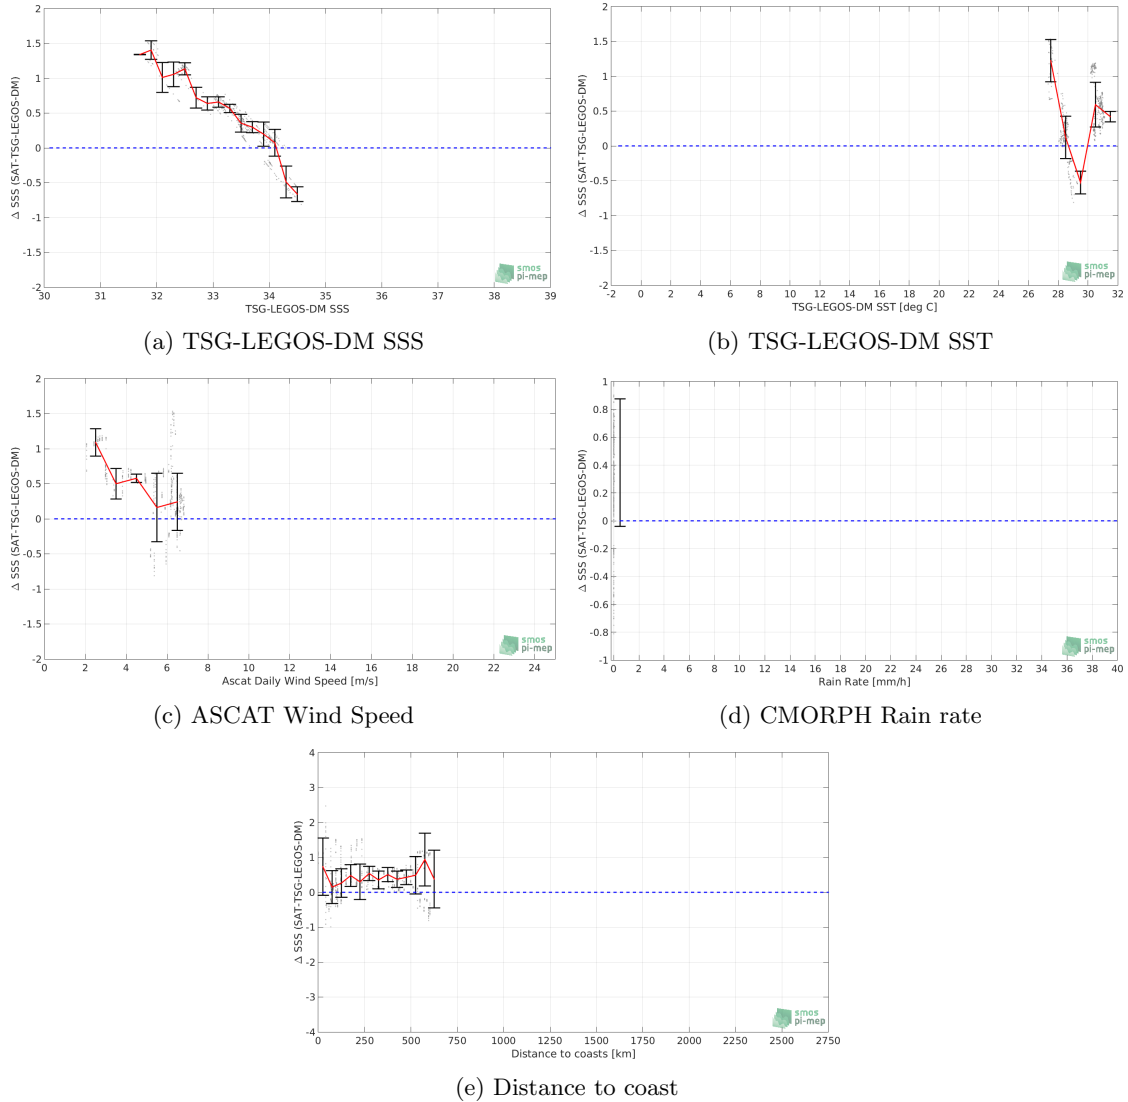 2
1.5
1
0.5
0
-0.5
-1
-1.5
-2
Δ SSS (SAT-TSG-LEGOS-DM)
30 31 32 33 34 35 36 37 38 39
TSG-LEGOS-DM SSS
smos
pi-mep
(a) TSG-LEGOS-DM SSS
2
1.5
1
0.5
0
-0.5
-1
-1.5
-2
Δ SSS (SAT-TSG-LEGOS-DM)
-2 0 2 4 6 8 10 12 14 16 18 20 22 24 26 28 30 32
TSG-LEGOS-DM SST [deg C]
smos
pi-mep
(b) TSG-LEGOS-DM SST
2
1.5
1
0.5
0
-0.5
-1
-1.5
-2
Δ SSS (SAT-TSG-LEGOS-DM)
0 2 4 6 8 10 12 14 16 18 20 22 24
Ascat Daily Wind Speed [m/s]
smos
pi-mep
(c) ASCAT Wind Speed
1
0.8
0.6
0.4
0.2
0
-0.2
-0.4
-0.6
-0.8
-1
Δ SSS (SAT-TSG-LEGOS-DM)
0 2 4 6 8 10 12 14 16 18 20 22 24 26 28 30 32 34 36 38 40
Rain Rate [mm/h]
smos
pi-mep
(d) CMORPH Rain rate
4
3
2
1
0
-1
-2
-3
-4
Δ SSS (SAT-TSG-LEGOS-DM)
0 250 500 750 1000 1250 1500 1750 2000 2250 2500 2750
Distance to coasts [km]
smos
pi-mep
(e) Distance to coast